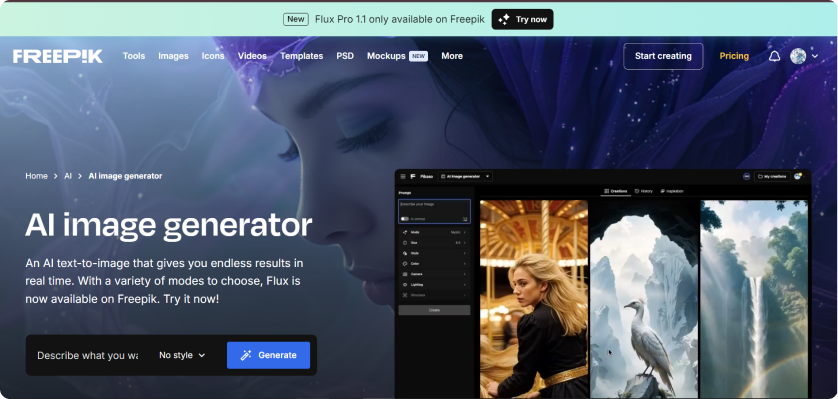 New Flux Pro 1.1 only available on Freepik Try now
FREEPIK Tools Images Icons Videos Templates PSD Mockups NEW More Start creating Pricing
Home > AI > AI image generator
AI image generator
An AI text-to-image that gives you endless results in
real time. With a variety of modes to choose, Flux is
now available on Freepik. Try it now!
Describe what you wa No style Generate
Pikaso AI image generator My creations
Creations History Inspiration
Prompt
Describe your image
AI prompt
Mode
Size
Style
Color
Camera
Lighting
Create